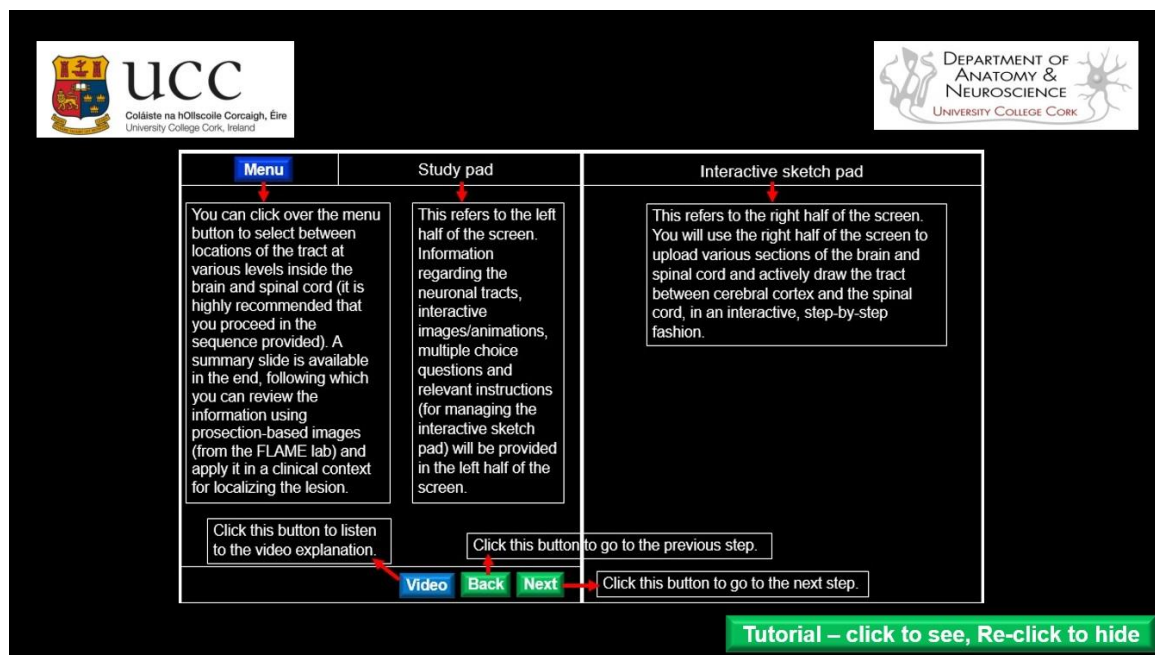 UCC
Coláiste na hOllscoile Corcaigh, Éire
University College Cork, Ireland
DEPARTMENT OF
ANATOMY &
NEUROSCIENCE
UNIVERSITY COLLEGE CORK
Menu
Study pad
Interactive sketch pad
You can click over the menu
button to select between
locations of the tract at
various levels inside the
brain and spinal cord (it is
highly recommended that
you proceed in the
sequence provided). A
summary slide is available
in the end, following which
you can review the
information using
prosection-based images
(from the FLAME lab) and
apply it in a clinical context
for localizing the lesion.
This refers to the left
half of the screen.
Information
regarding the
neuronal tracts,
interactive
images/animations,
multiple choice
questions and
relevant instructions
(for managing the
interactive sketch
pad) will be provided
in the left half of the
screen.
This refers to the right half of the screen.
You will use the right half of the screen to
upload various sections of the brain and
spinal cord and actively draw the tract
between cerebral cortex and the spinal
cord, in an interactive, step-by-step
fashion.
Click this button to listen
to the video explanation.
Click this button to go to the previous step.
Video
Back
Next
Click this button to go to the next step.
Tutorial – click to see, Re-click to hide